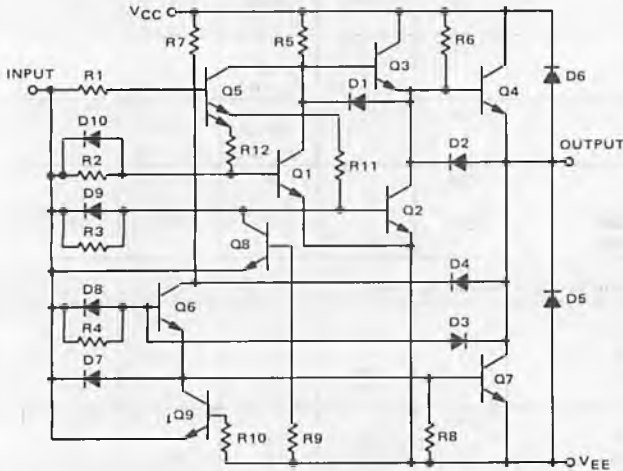 VCC
R7
R5
R6
Q3
INPUT
R1
Q5
D1
Q4
D6
D10
R12
R2
R11
D2
OUTPUT
D9
Q1
Q2
R3
Q8
D8
Q6
D4
D5
R4
D3
D7
Q7
Q9
R10
R9
R8
VEE